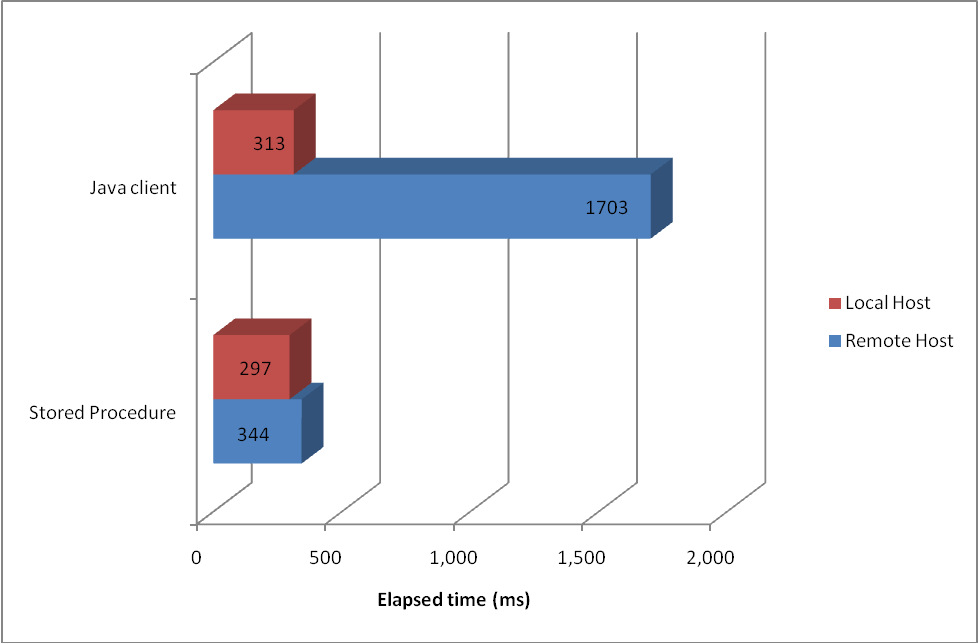 313
Java client
1703
297
Stored Procedure
344
Local Host
Remote Host
0 500 1,000 1,500 2,000
Elapsed time (ms)